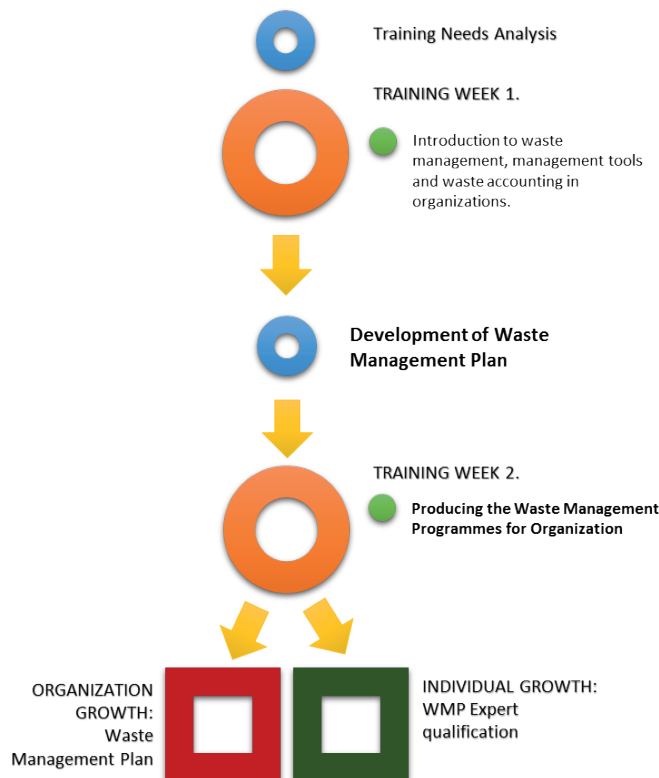 Training Needs Analysis
TRAINING WEEK 1.
Introduction to waste
management, management tools
and waste accounting in
organizations.
Development of Waste
Management Plan
TRAINING WEEK 2.
Producing the Waste Management
Programmes for Organization
ORGANIZATION
GROWTH:
Waste
Management Plan
INDIVIDUAL GROWTH:
WMP Expert
qualification